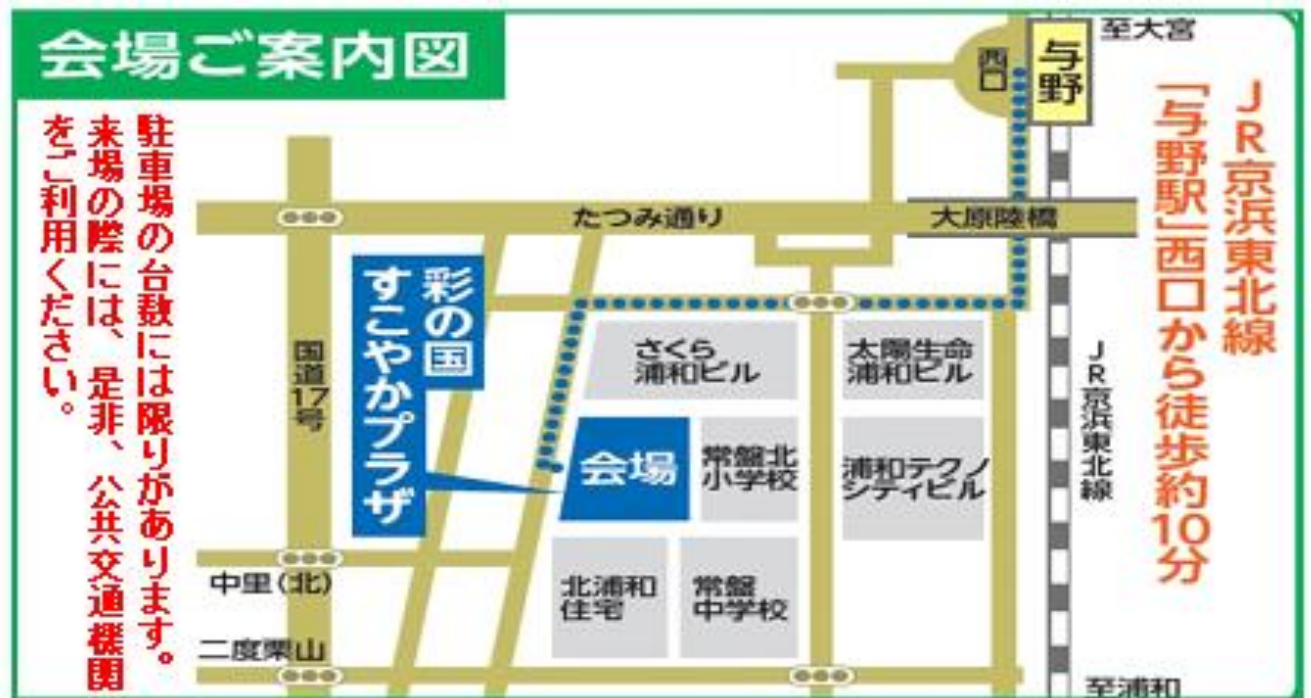 会場ご案内図
駐車場の台数には限りがあります。
来場の際には、是非、公共交通機関
をご利用ください。
至大宮
与野
西口
JR京浜東北線
「与野駅」西口から徒歩約10分
たつみ通り
大原陸橋
彩の国
すこやかプラザ
国道17号
さくら
浦和ビル
太陽生命
浦和ビル
JR京浜東北線
会場
常盤北
小学校
浦和テクノ
シティビル
中里(北)
北浦和
住宅
常盤
中学校
二度栗山
至浦和